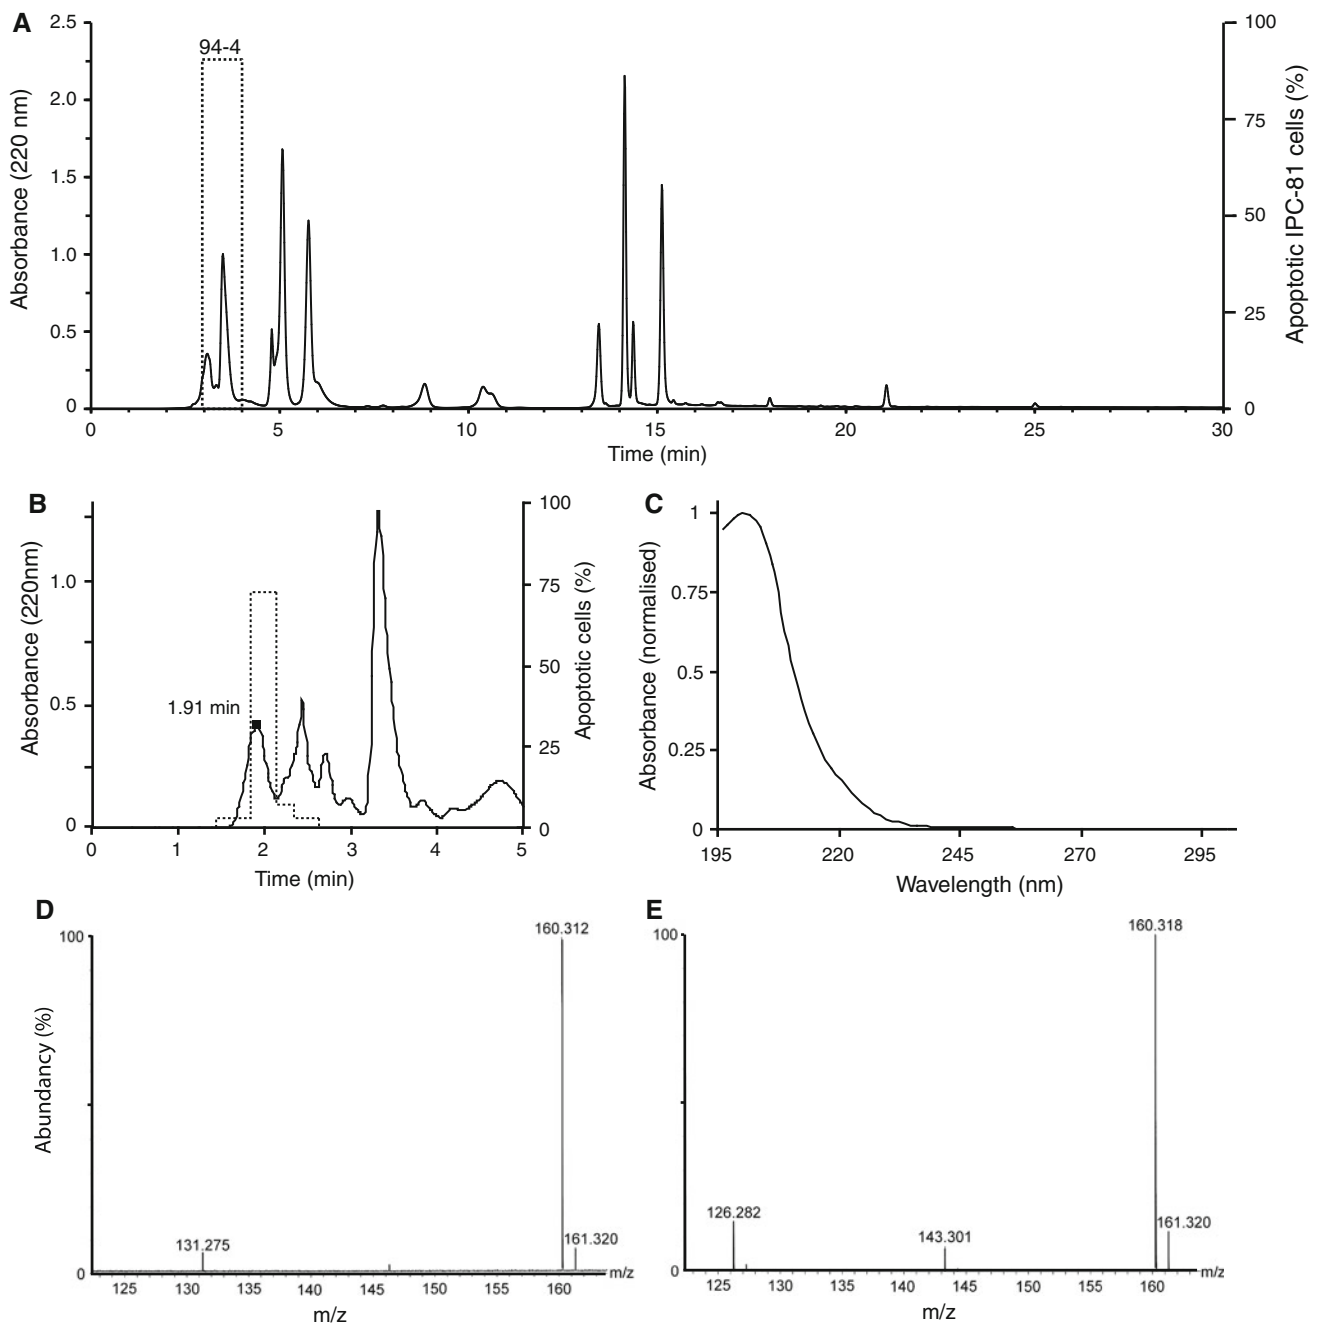 A
94-4
2.5
2.0
1.5
1.0
0.5
0
Absorbance (220 nm)
100
75
50
25
0
Apoptotic IPC-81 cells (%)
0 5 10 15 20 25 30
Time (min)
B
1.0
0.5
0
Absorbance (220nm)
1.91 min
100
75
50
25
0
Apoptotic cells (%)
0 1 2 3 4 5
Time (min)
C
1
0.75
0.5
0.25
0
Absorbance (normalised)
195 220 245 270 295
Wavelength (nm)
D
100
0
Abundancy (%)
160.312
131.275
161.320
m/z
125 130 135 140 145 150 155 160
m/z
E
100
0
160.318
126.282
143.301
161.320
m/z
125 130 135 140 145 150 155 160
m/z